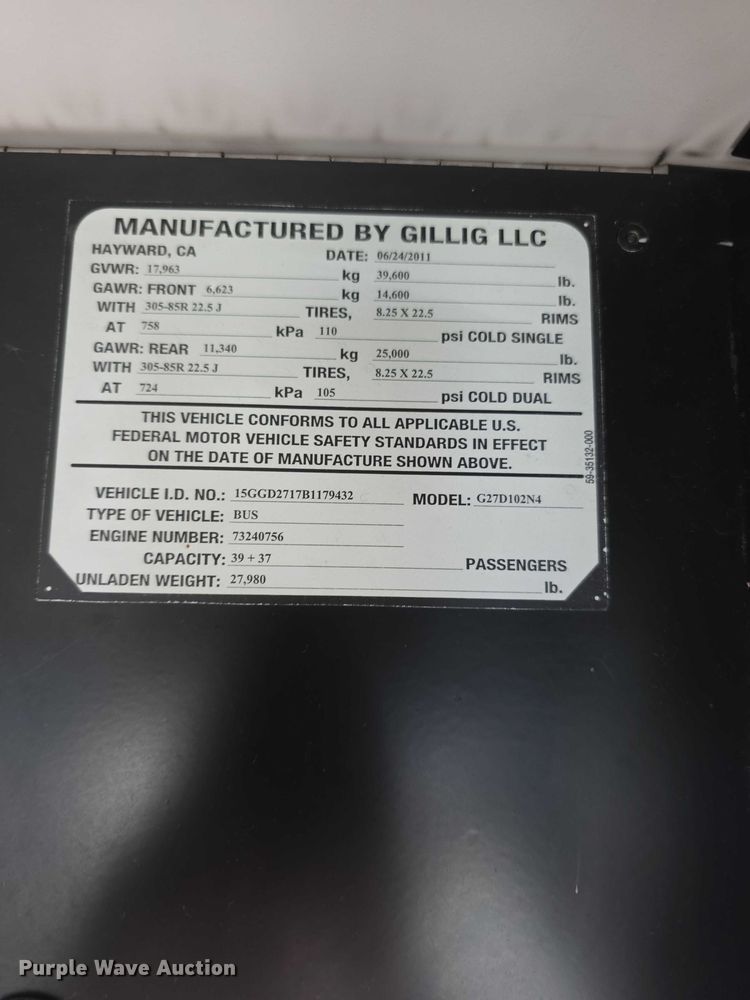 MANUFACTURED BY GILLIG LLC
HAYWARD, CA DATE: 06/24/2011
GVWR: 17,963 kg 39,600 lb.
GAWR: FRONT 6,623 kg 14,600 lb.
WITH 305-85R 22.5 J TIRES, 8.25 X 22.5 RIMS
AT 758 kPa 110 psi COLD SINGLE
GAWR: REAR 11,340 kg 25,000 lb.
WITH 305-85R 22.5 J TIRES, 8.25 X 22.5 RIMS
AT 724 kPa 105 psi COLD DUAL
THIS VEHICLE CONFORMS TO ALL APPLICABLE U.S.
FEDERAL MOTOR VEHICLE SAFETY STANDARDS IN EFFECT
ON THE DATE OF MANUFACTURE SHOWN ABOVE.
59-35132-000
VEHICLE I.D. NO.: 15GGD2717B1179432 MODEL: G27D102N4
TYPE OF VEHICLE: BUS
ENGINE NUMBER: 73240756
CAPACITY: 39 + 37 PASSENGERS
UNLADEN WEIGHT: 27,980 lb.
Purple Wave Auction